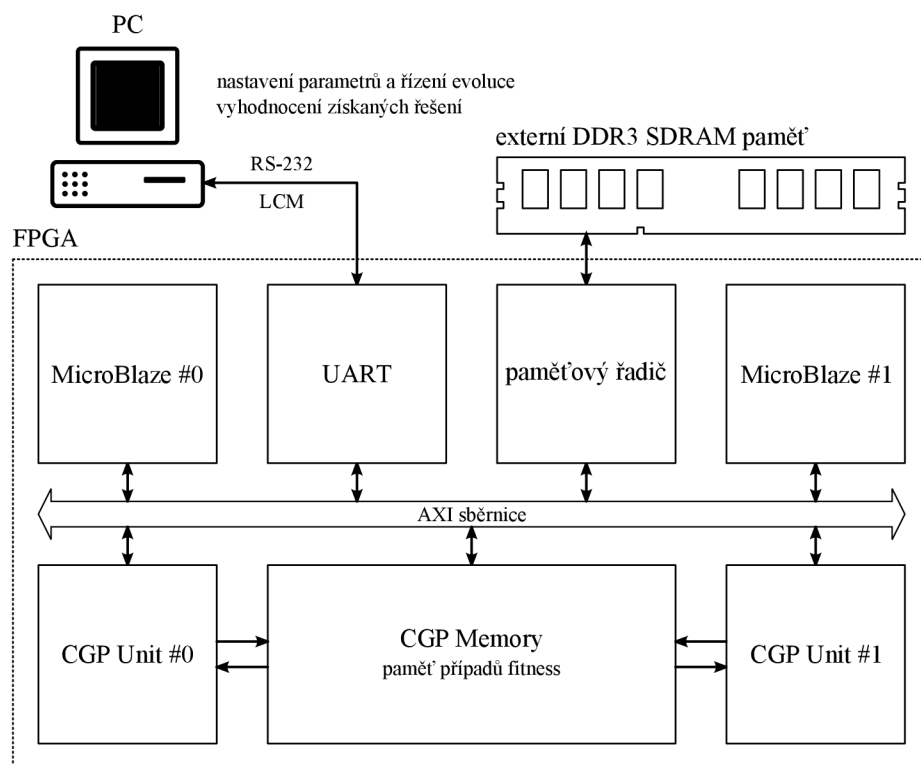 PC
nastavení parametrů a řízení evoluce
vyhodnocení získaných řešení
externí DDR3 SDRAM paměť
RS-232
LCM
FPGA
MicroBlaze #0
UART
paměťový řadič
MicroBlaze #1
AXI sběrnice
CGP Unit #0
CGP Memory
paměť případů fitness
CGP Unit #1